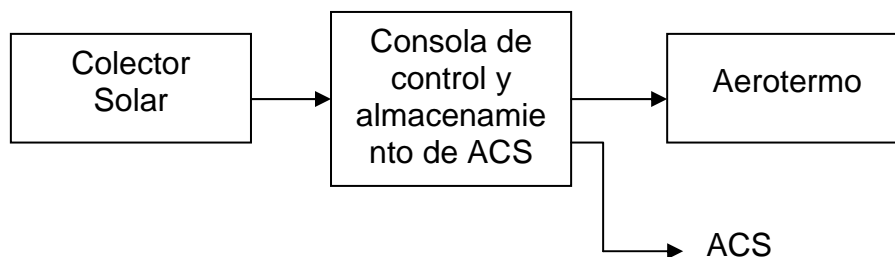 Colector
Solar
Consola de
control y
almacenamie
nto de ACS
Aerotermo
ACS